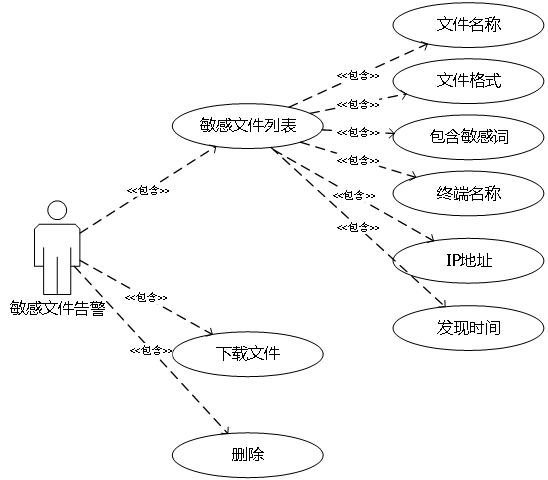 文件名称
<<包含>>
文件格式
<<包含>>
敏感文件列表
<<包含>>
包含敏感词
<<包含>>
终端名称
<<包含>>
<<包含>>
<<包含>>
IP地址
敏感文件告警
<<包含>>
发现时间
<<包含>>
下载文件
删除